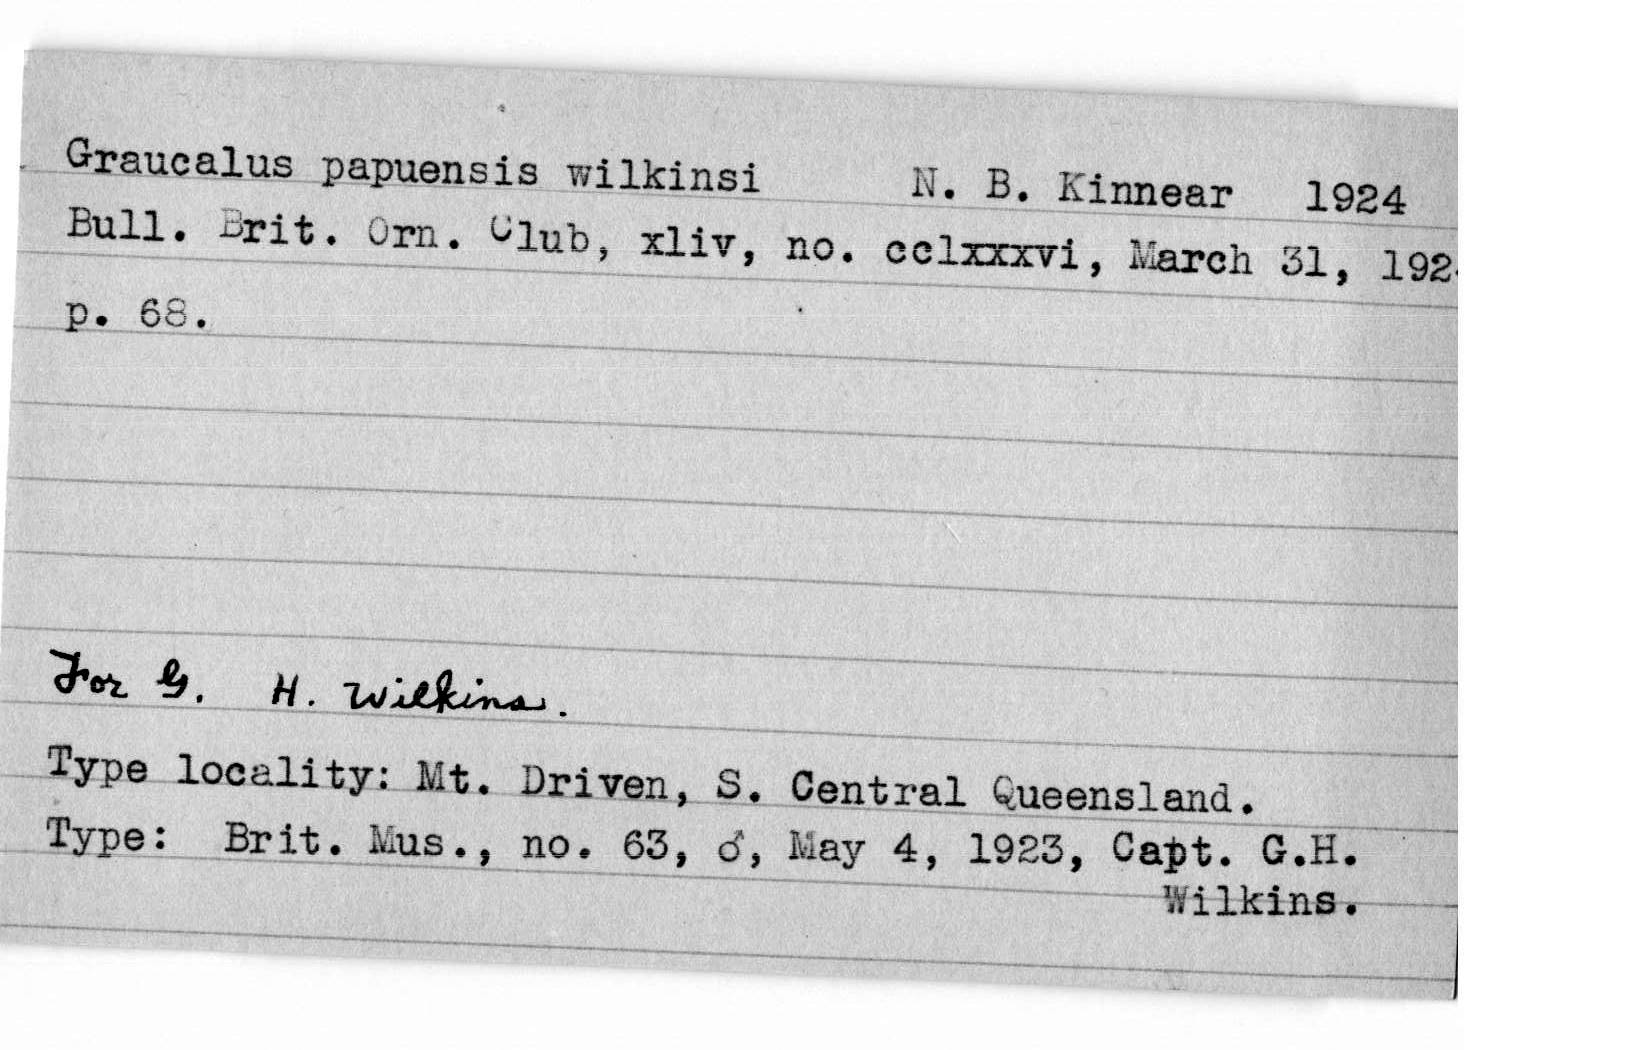 Graucalus papuensis wilkinsi N. B. Kinnear 1924
Bull. Brit. Orn. Club, xliv, no. cclxxxvi, March 31, 192
p. 68.
For G. H. Wilkins.
Type locality: Mt. Driven, S. Central Queensland.
Type: Brit. Mus., no. 63, ♂, May 4, 1923, Capt. G.H.
Wilkins.